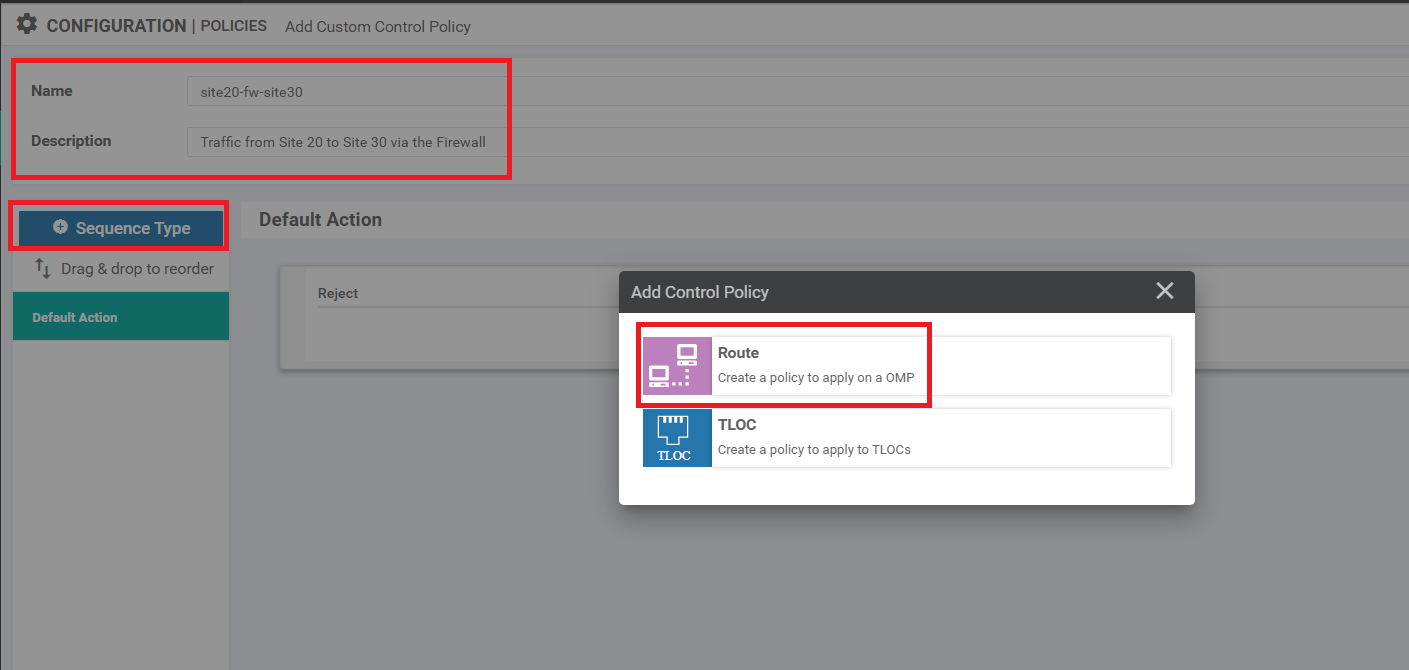 CONFIGURATION | POLICIES Add Custom Control Policy
Name site20-fw-site30
Description Traffic from Site 20 to Site 30 via the Firewall
Sequence Type
Drag & drop to reorder
Default Action
Default Action
Reject
Add Control Policy
Route
Create a policy to apply on a OMP
TLOC
TLOC
Create a policy to apply to TLOCs